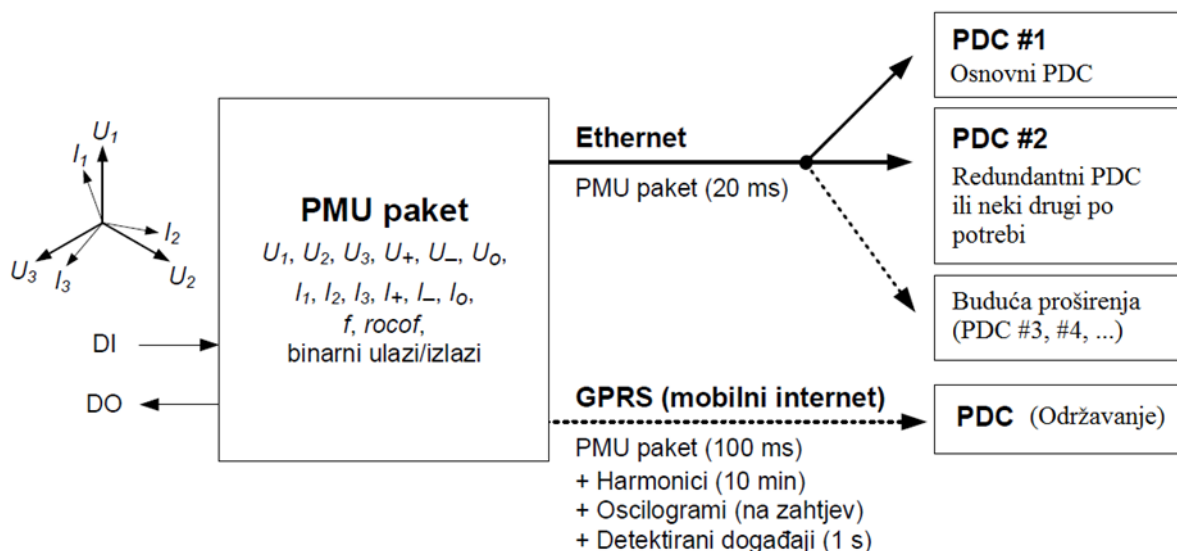 U1
I1
I2
U3
I3
U2
DI
DO
PMU paket
U1, U2, U3, U+, U–, Uo,
I1, I2, I3, I+, I–, Io,
f, rocof,
binarni ulazi/izlazi
Ethernet
PMU paket (20 ms)
GPRS (mobilni internet)
PMU paket (100 ms)
+ Harmonici (10 min)
+ Oscilogrami (na zahtjev)
+ Detektirani događaji (1 s)
PDC #1
Osnovni PDC
PDC #2
Redundantni PDC
ili neki drugi po
potrebi
Buduća proširenja
(PDC #3, #4, ...)
PDC (Održavanje)